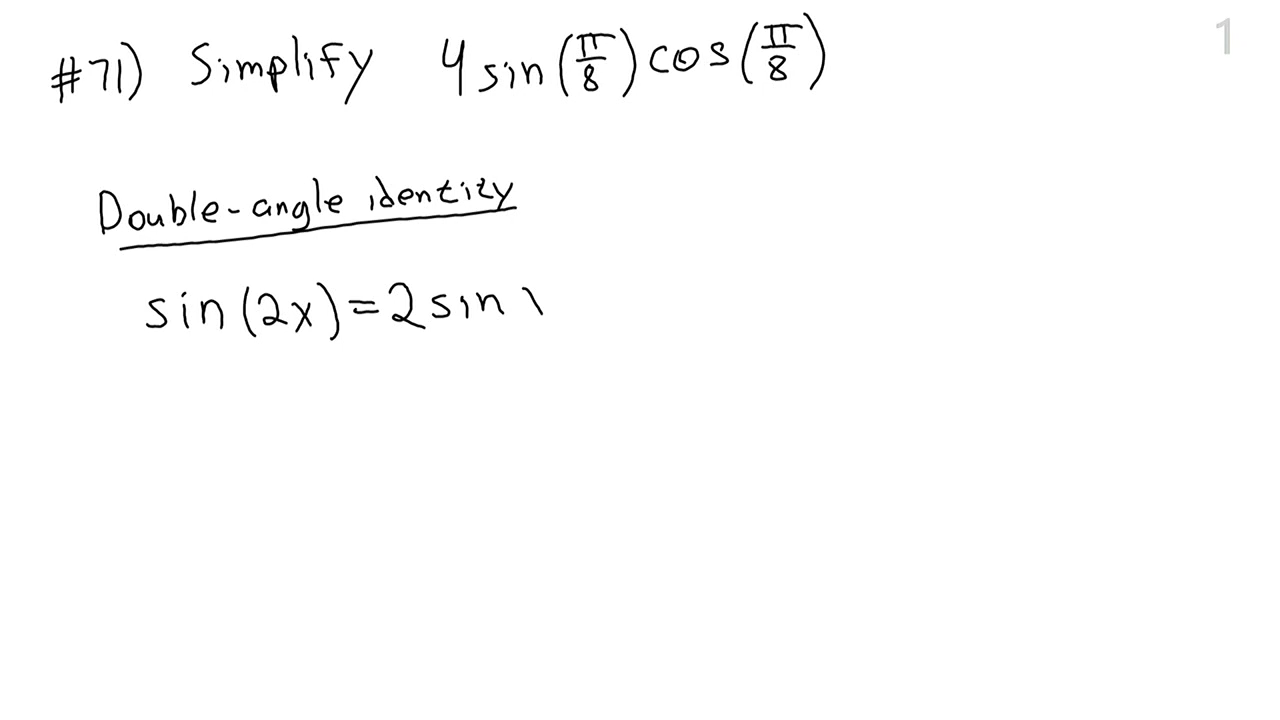 1
#71) Simplify 4 sin(π/8) cos(π/8)
Double-angle identity
sin(2x) = 2 sin